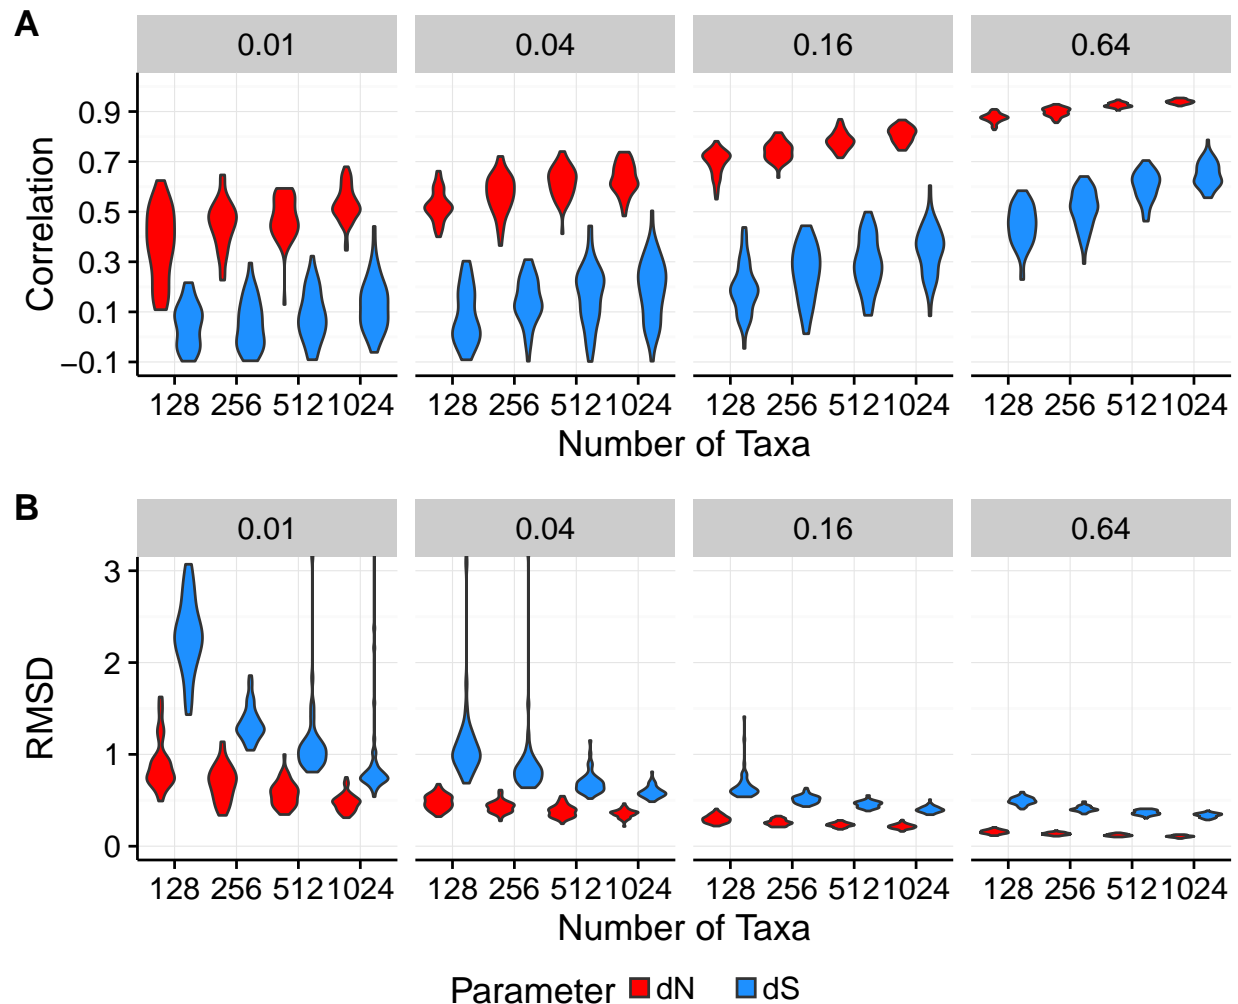 A
0.01 0.04 0.16 0.64
Correlation
0.9
0.7
0.5
0.3
0.1
−0.1
128 256 512 1024 128 256 512 1024 128 256 512 1024 128 256 512 1024
Number of Taxa
B
0.01 0.04 0.16 0.64
RMSD
3
2
1
0
128 256 512 1024 128 256 512 1024 128 256 512 1024 128 256 512 1024
Number of Taxa
Parameter dN dS